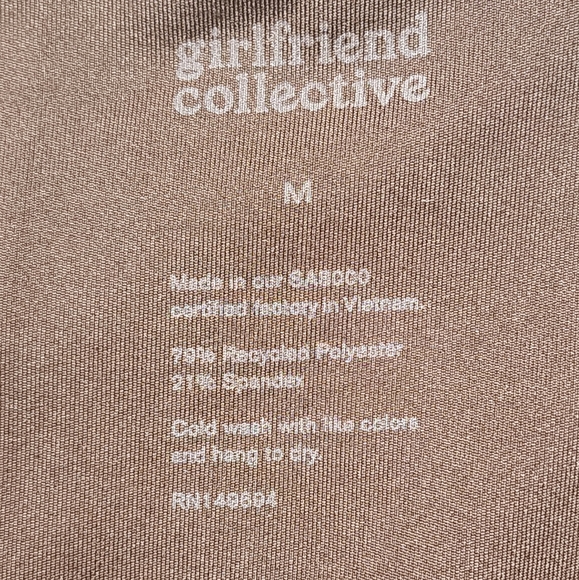 girlfriend
collective
M
Made in our SA8000
certified factory in Vietnam.
79% Recycled Polyester
21% Spandex
Cold wash with like colors
and hang to dry.
RN149694